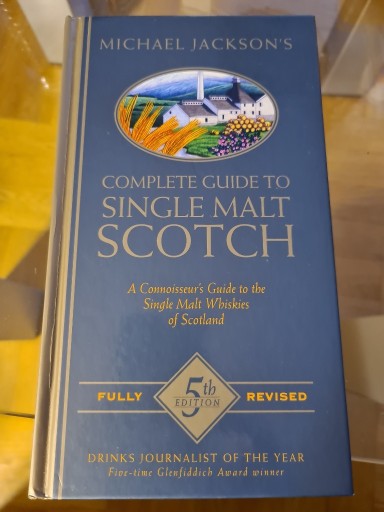 MICHAEL JACKSON'S
COMPLETE GUIDE TO
SINGLE MALT
SCOTCH
A Connoisseur's Guide to the
Single Malt Whiskies
of Scotland
FULLY 5th EDITION REVISED
DRINKS JOURNALIST OF THE YEAR
Five-time Glenfiddich Award winner